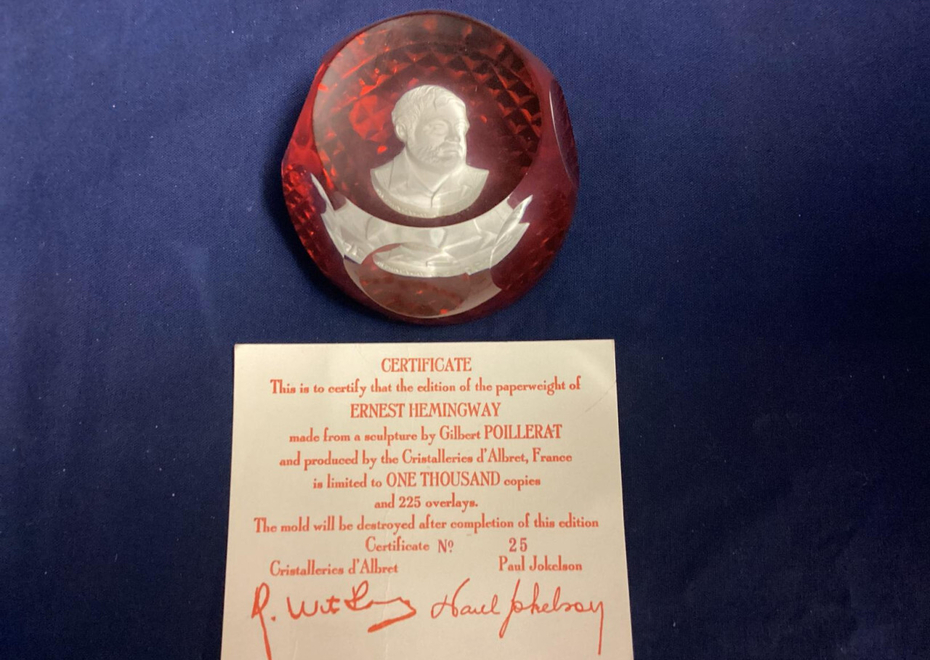 CERTIFICATE
This is to certify that the edition of the paperweight of
ERNEST HEMINGWAY
made from a sculpture by Gilbert POILLERAT
and produced by the Cristalleries d'Albret, France
is limited to ONE THOUSAND copies
and 225 overlays.
The mold will be destroyed after completion of this edition
Certificate Nº 25
Cristalleries d'Albret Paul Jokelson
Paul Jokelson